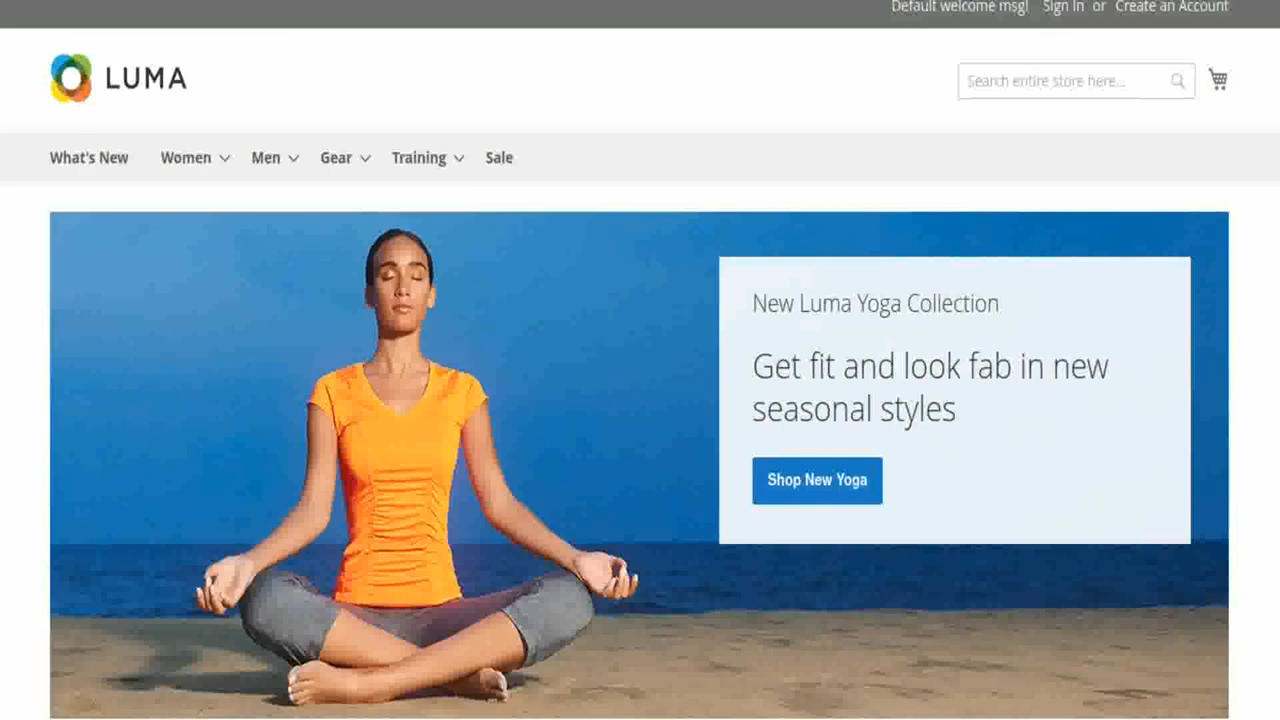 Default welcome msg! Sign In or Create an Account
LUMA
Search entire store here...
What's New Women Men Gear Training Sale
New Luma Yoga Collection
Get fit and look fab in new
seasonal styles
Shop New Yoga